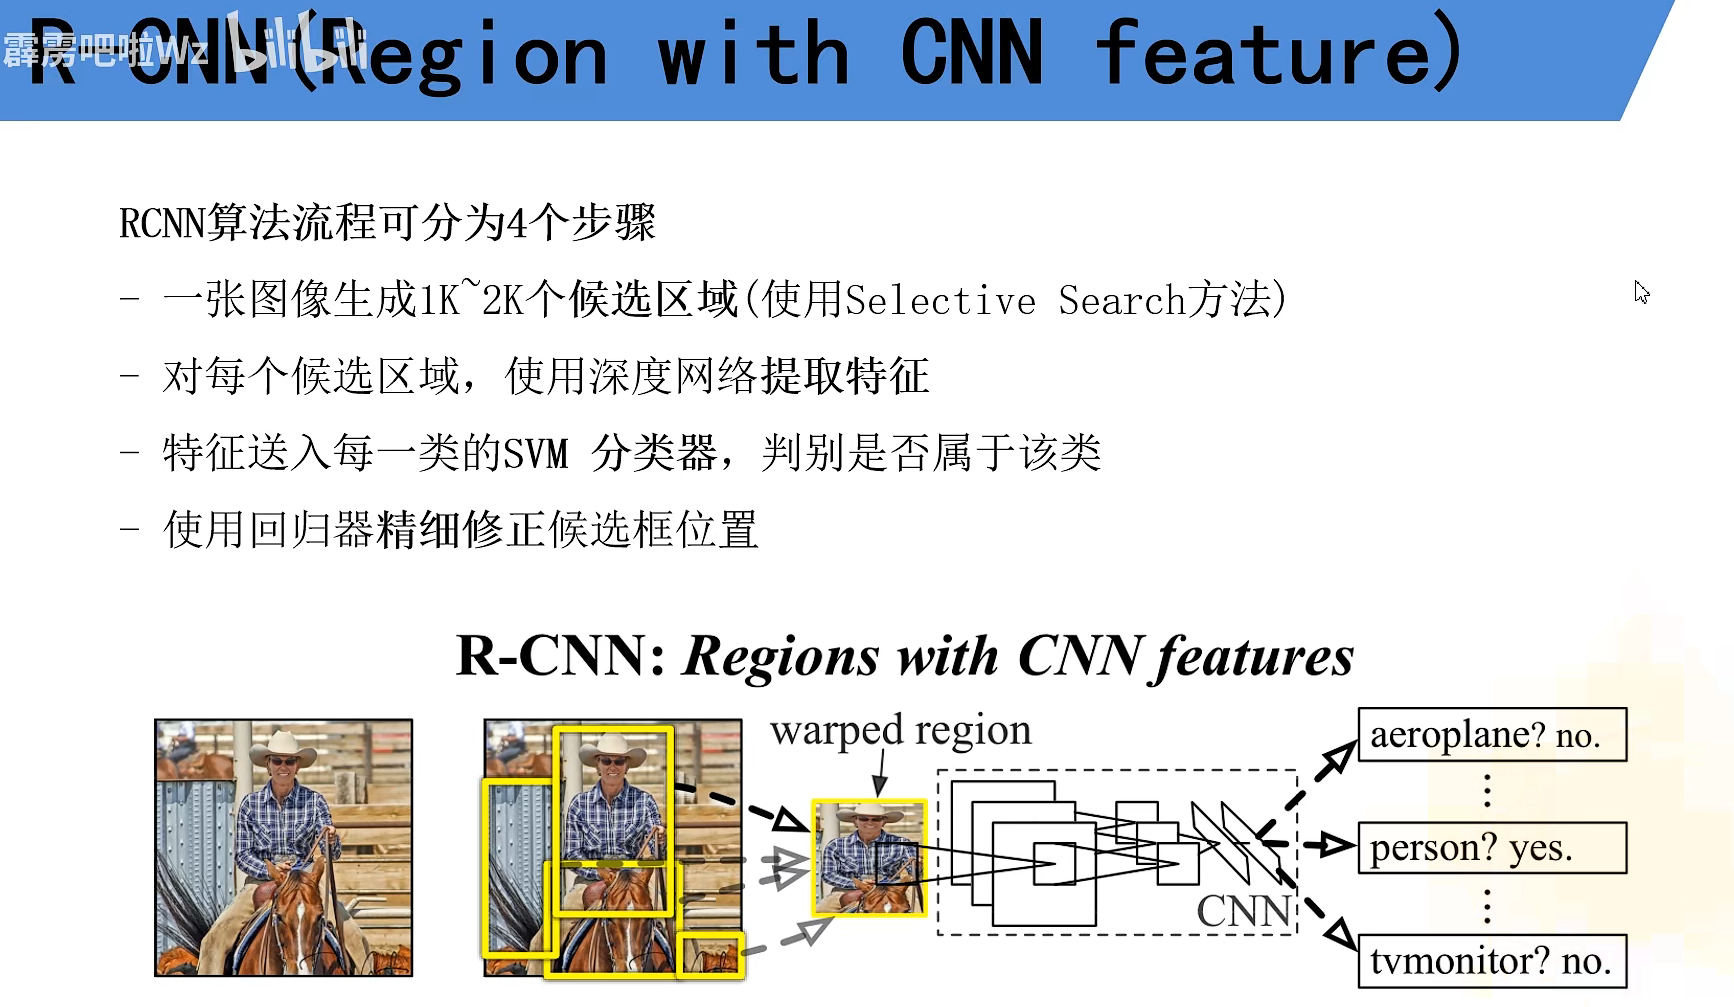 霹雳吧啦Wz bilibili
R-CNN(Region with CNN feature)
RCNN算法流程可分为4个步骤
- 一张图像生成1K~2K个候选区域(使用Selective Search方法)
- 对每个候选区域，使用深度网络提取特征
- 特征送入每一类的SVM 分类器，判别是否属于该类
- 使用回归器精细修正候选框位置
R-CNN: Regions with CNN features
warped region
aeroplane? no.
⋮
person? yes.
⋮
CNN
tvmonitor? no.